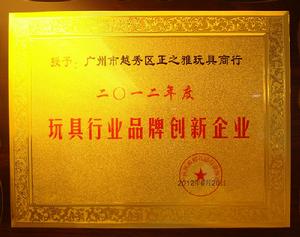 授予：广州市越秀区正之雅玩具商行
二〇一二年度
玩具行业品牌创新企业